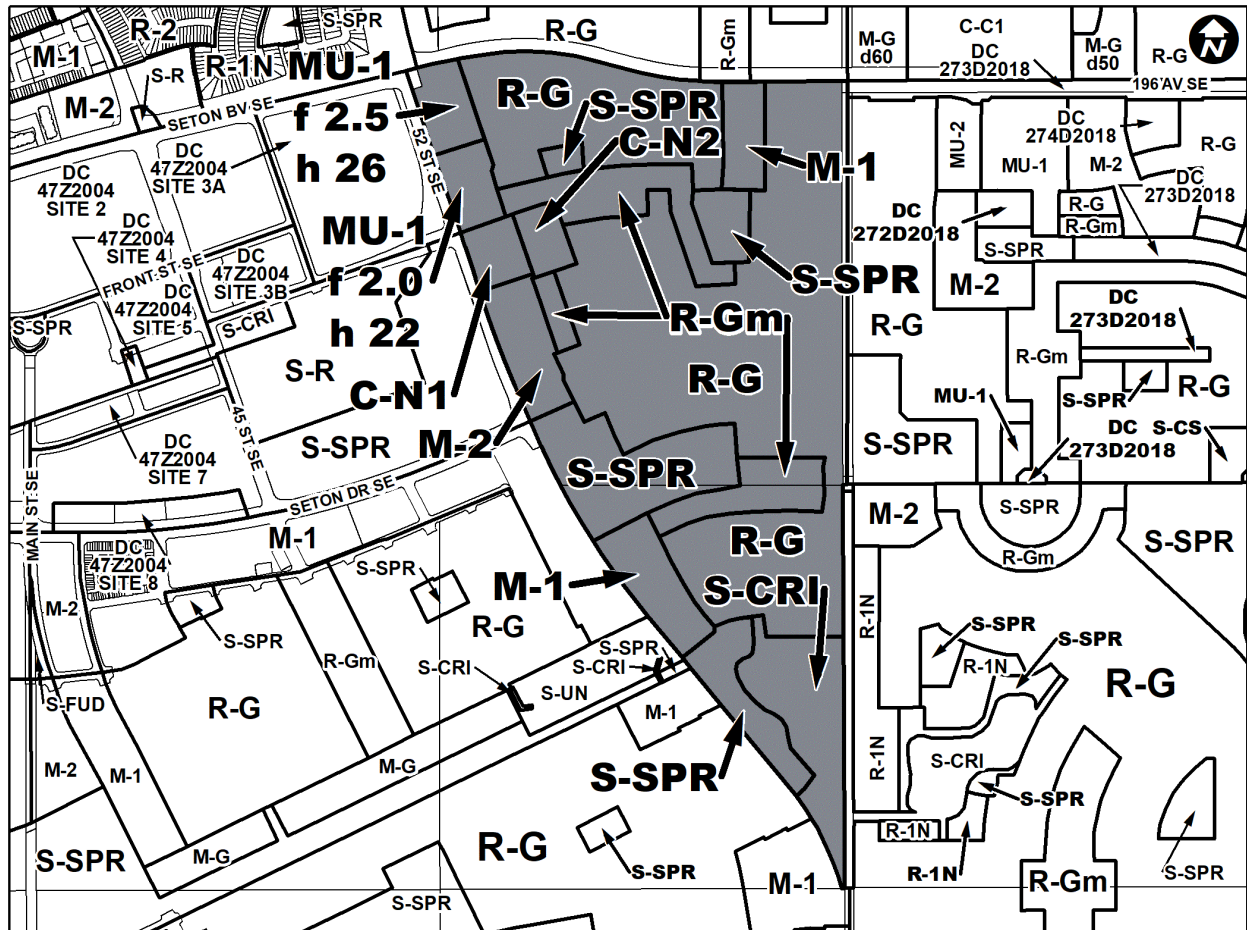 R-2
S-SPR
R-G
R-Gm
M-G
d60
C-C1
DC
273D2018
M-G
d50
R-G
N
M-1
S-R
R-1N
MU-1
f 2.5
h 26
R-G
S-SPR
C-N2
M-1
196 AV SE
M-2
SETON BV SE
52 ST SE
DC
47Z2004
SITE 2
DC
47Z2004
SITE 3A
MU-2
MU-1
DC
274D2018
M-2
R-G
DC
273D2018
DC
47Z2004
SITE 4
FRONT ST SE
DC
47Z2004
SITE 3B
DC
47Z2004
SITE 5
MU-1
f 2.0
h 22
DC
272D2018
R-G
R-Gm
S-SPR
S-SPR
M-2
S-SPR
S-CRI
S-R
R-Gm
R-G
DC
273D2018
R-G
R-Gm
C-N1
R-G
S-SPR
MU-1
M-2
S-SPR
45 ST SE
S-SPR
S-SPR
DC
273D2018
S-CS
DC
47Z2004
SITE 7
MAIN ST SE
SETON DR SE
M-1
DC
47Z2004
SITE 8
M-2
S-SPR
R-Gm
S-SPR
R-G
S-CRI
M-1
S-SPR
R-G
M-2
S-SPR
R-Gm
R-1N
S-SPR
S-SPR
R-1N
R-G
S-SPR
S-CRI
S-CRI
S-UN
M-1
S-FUD
R-G
M-2
M-1
M-G
S-SPR
R-1N
S-CRI
S-SPR
R-1N
R-1N
S-SPR
M-G
R-G
S-SPR
S-SPR
M-1
R-Gm
S-SPR